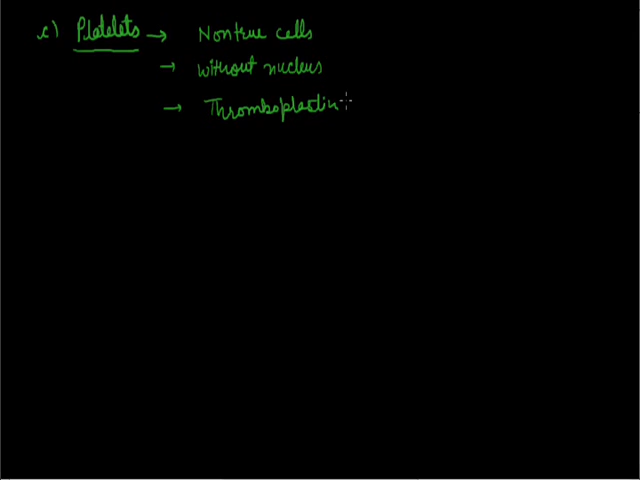 c) Platelets → Nontrue cells
→ without nucleus
→ Thromboplastin